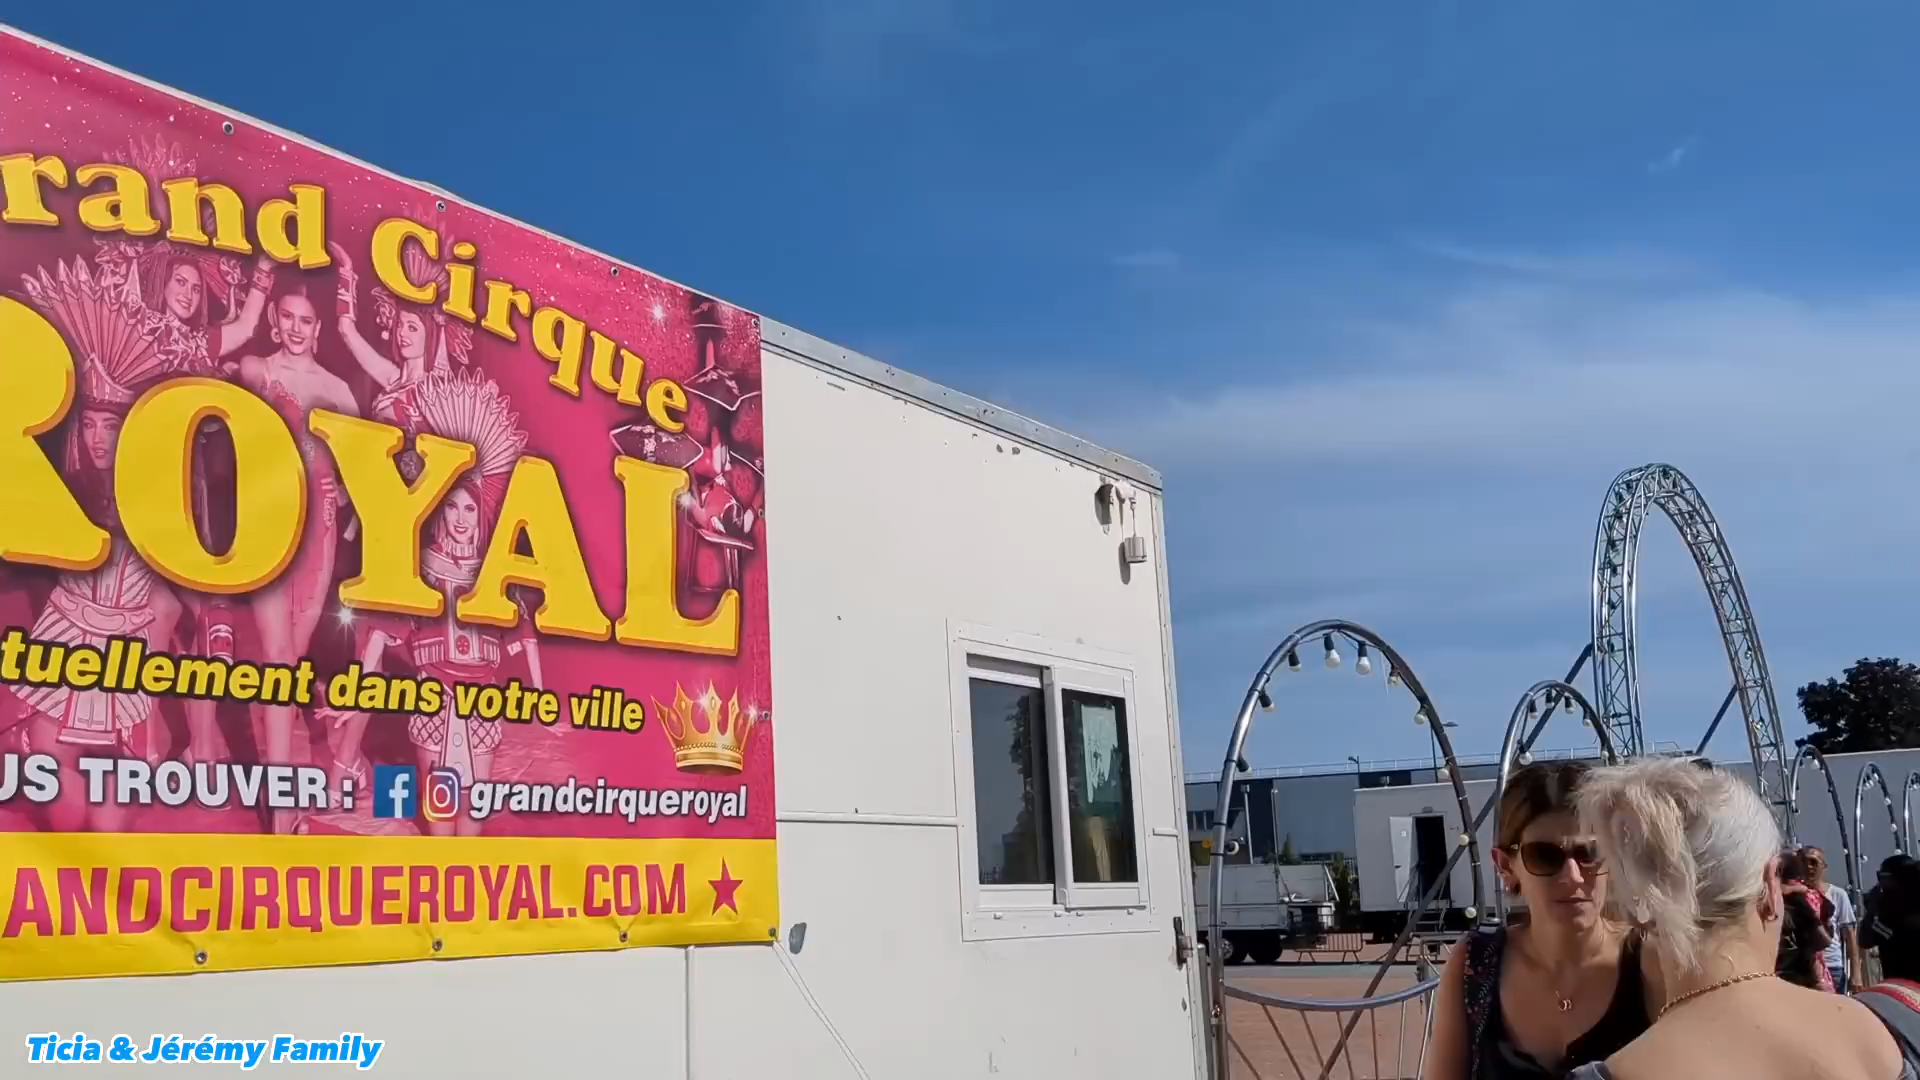 rand Cirque
ROYAL
tuellement dans votre ville
US TROUVER : f grandcirqueroyal
ANDCIRQUEROYAL.COM ★
Ticia & Jérémy Family